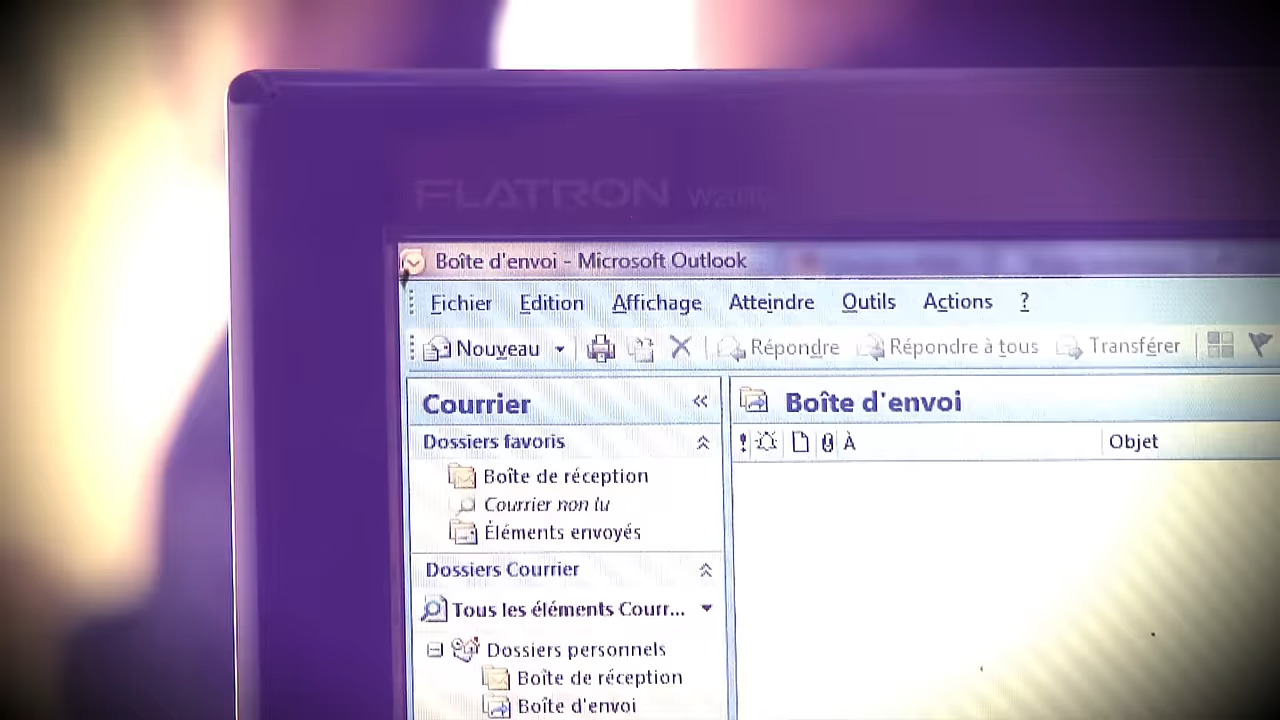 FLATRON
Boîte d'envoi - Microsoft Outlook
Fichier Edition Affichage Atteindre Outils Actions ?
Nouveau Répondre Répondre à tous Transférer
Courrier «
Boîte d'envoi
! À Objet
Dossiers favoris
Boîte de réception
Courrier non lu
Éléments envoyés
Dossiers Courrier
Tous les éléments Courr...
Dossiers personnels
Boîte de réception
Boîte d'envoi